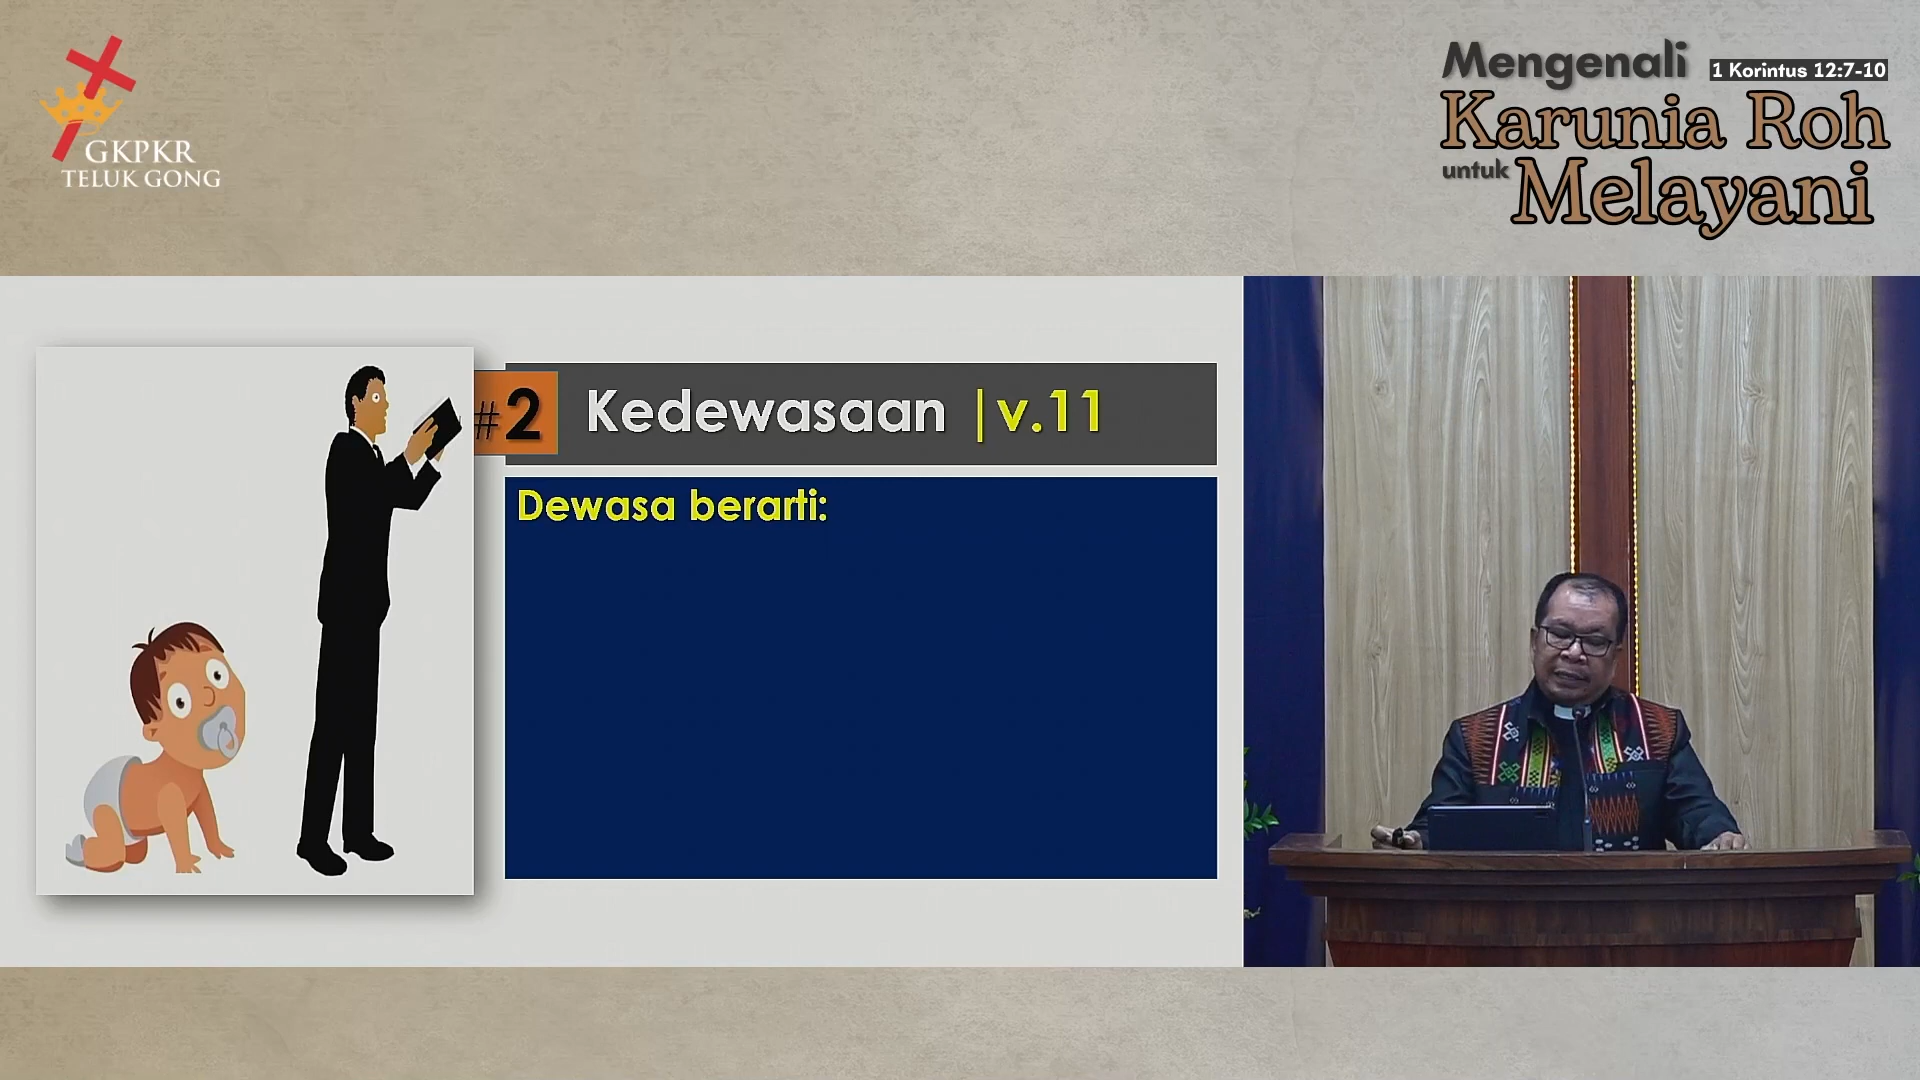 GKPKR
TELUK GONG
Mengenali 1 Korintus 12:7-10
Karunia Roh
untuk Melayani
#2 Kedewasaan |v.11
Dewasa berarti: